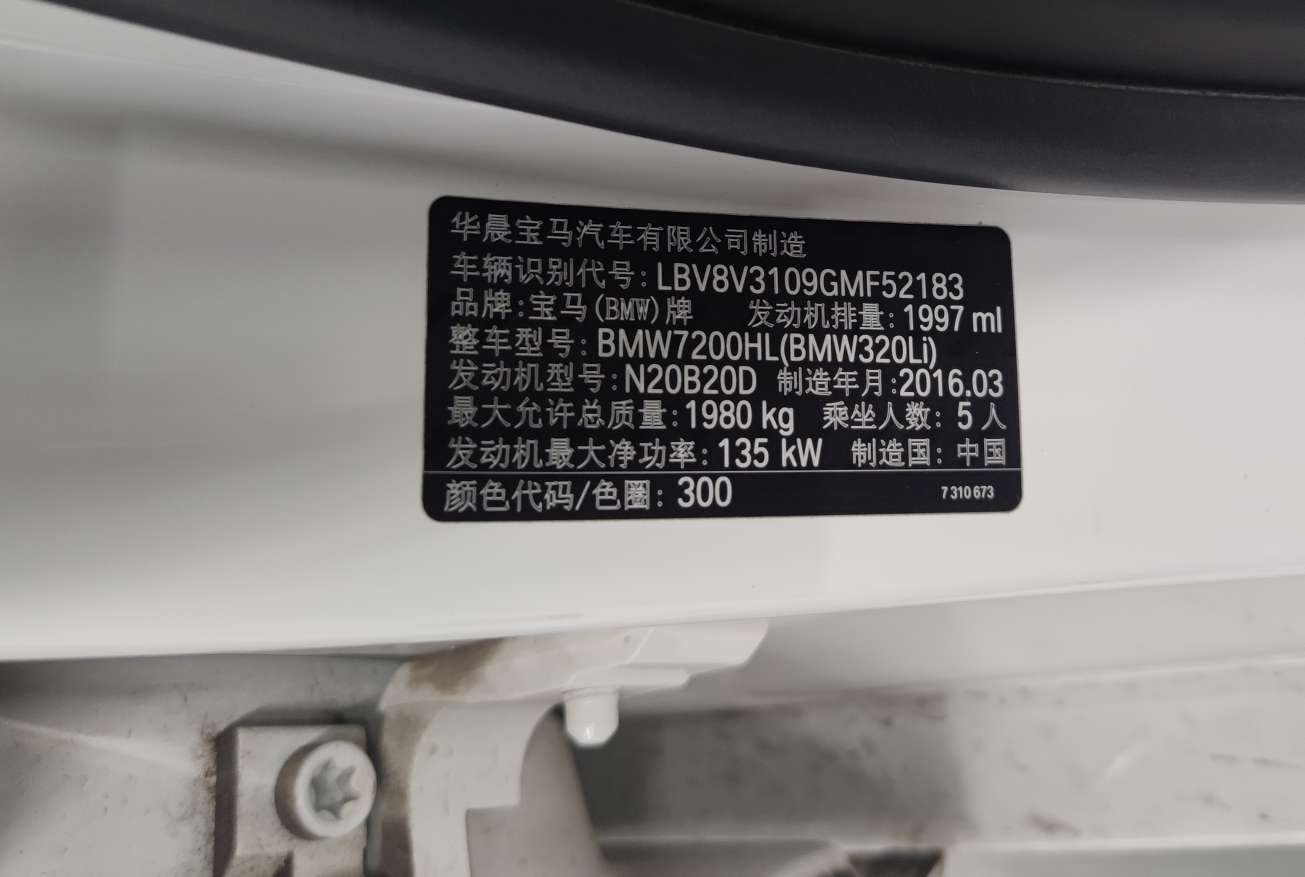 华晨宝马汽车有限公司制造
车辆识别代号: LBV8V3109GMF52183
品牌:宝马(BMW)牌 发动机排量: 1997 ml
整车型号: BMW7200HL(BMW320Li)
发动机型号: N20B20D 制造年月:2016.03
最大允许总质量: 1980 kg 乘坐人数: 5 人
发动机最大净功率: 135 kW 制造国: 中国
颜色代码/色圈: 300 7 310 673